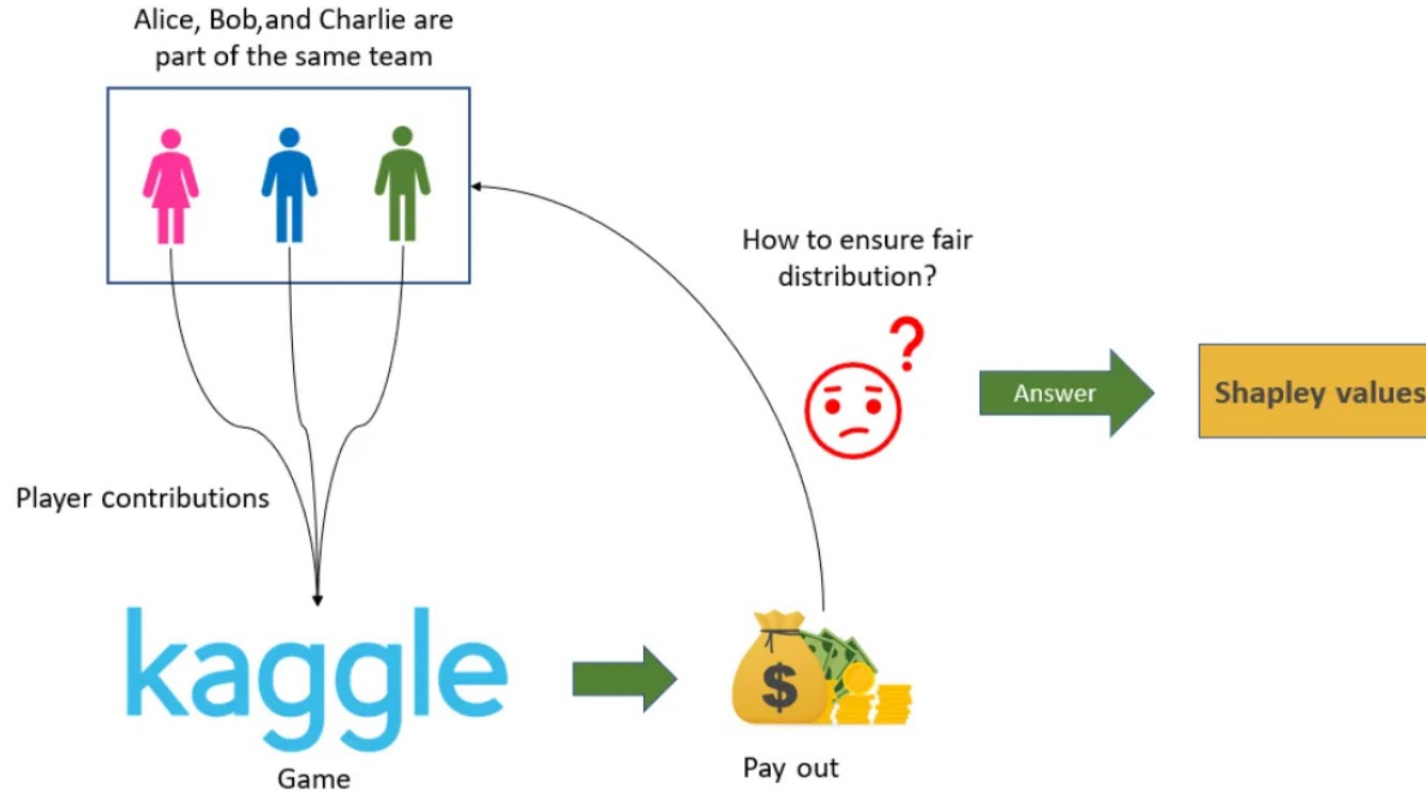 Alice, Bob,and Charlie are
part of the same team
How to ensure fair
distribution?
?
Answer
Shapley values
Player contributions
kaggle
$
Game
Pay out